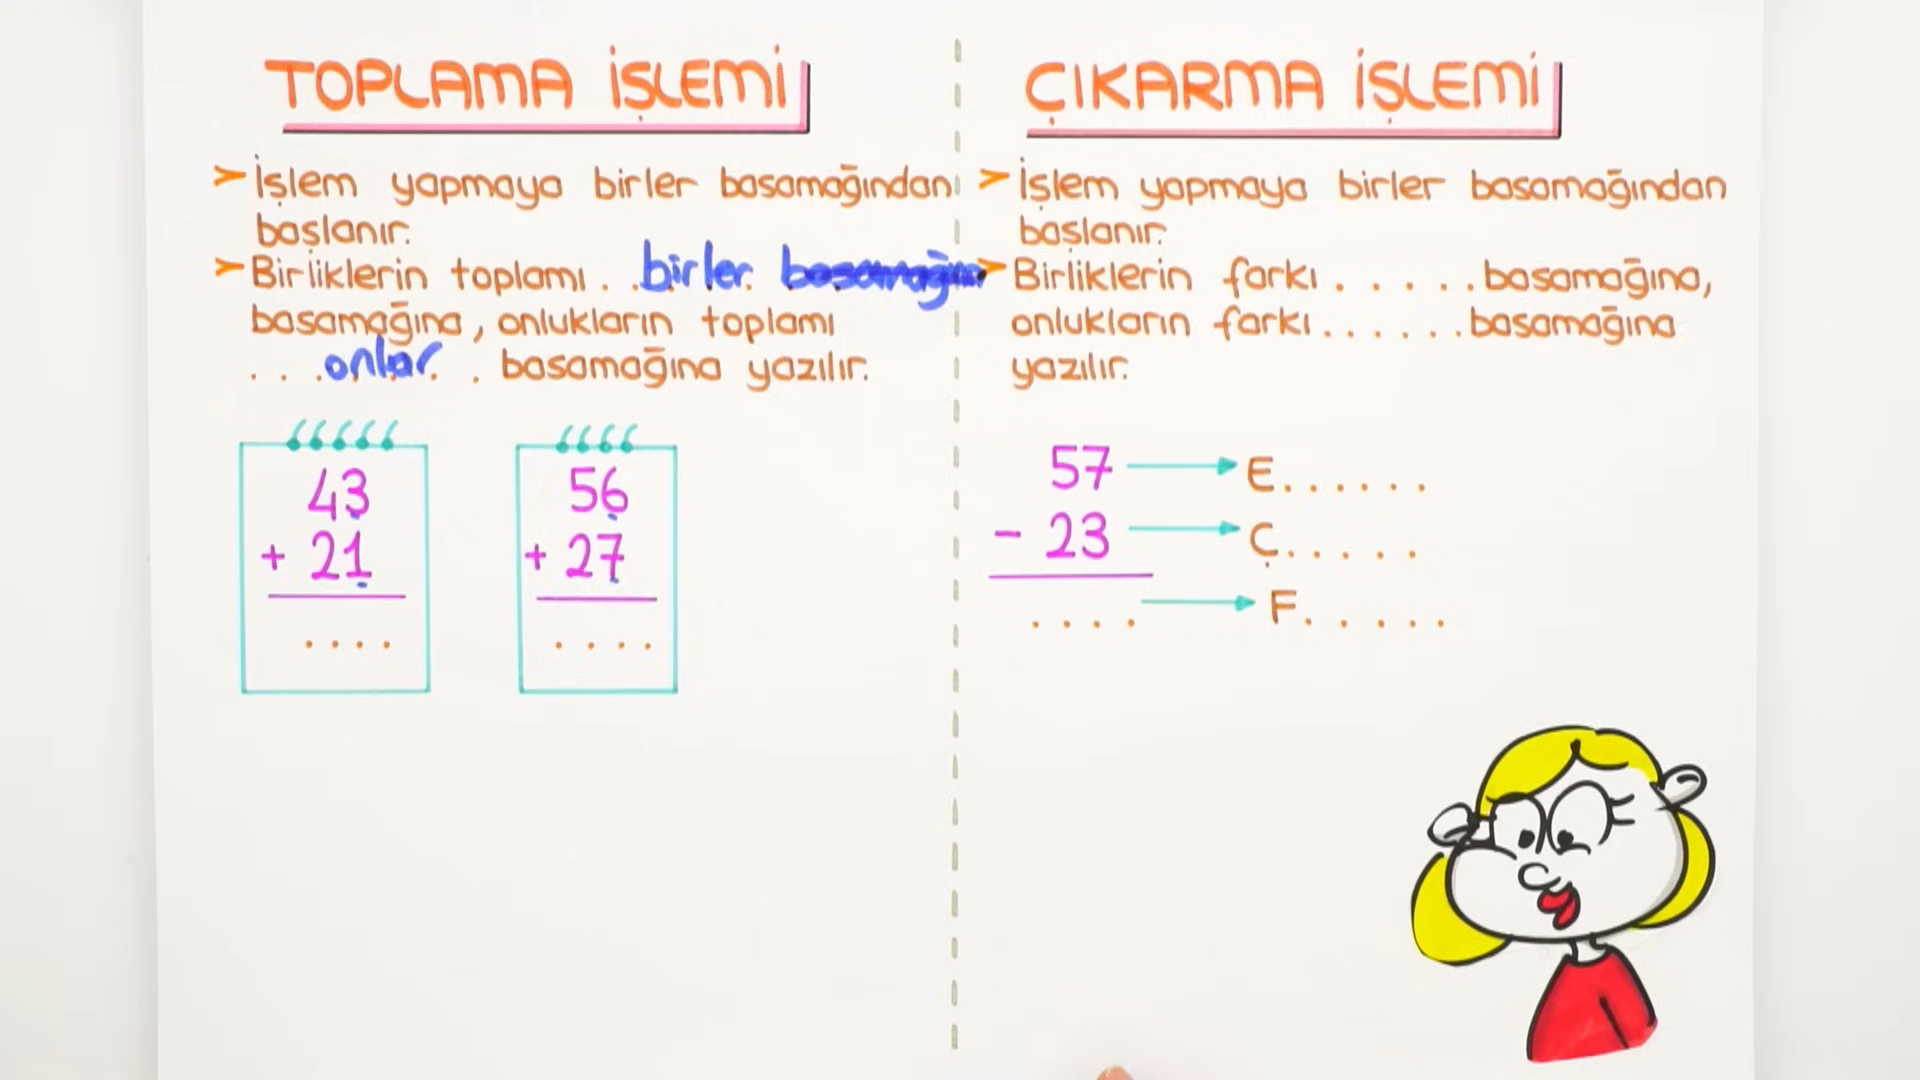 TOPLAMA İŞLEMİ
➤ İşlem yapmaya birler basamağından
başlanır.
➤ Birliklerin toplamı . . birler.
basamağına, onlukların toplamı
. . . onlar . . basamağına yazılır.
43
+ 21
. . . .
56
+ 27
. . . .
ÇIKARMA İŞLEMİ
➤ İşlem yapmaya birler basamağından
başlanır.
➤ Birliklerin farkı . . . . . basamağına,
onlukların farkı . . . . . . basamağına
yazılır.
57 → E. . . . . .
- 23 → Ç. . . . .
. . . . → F. . . . .